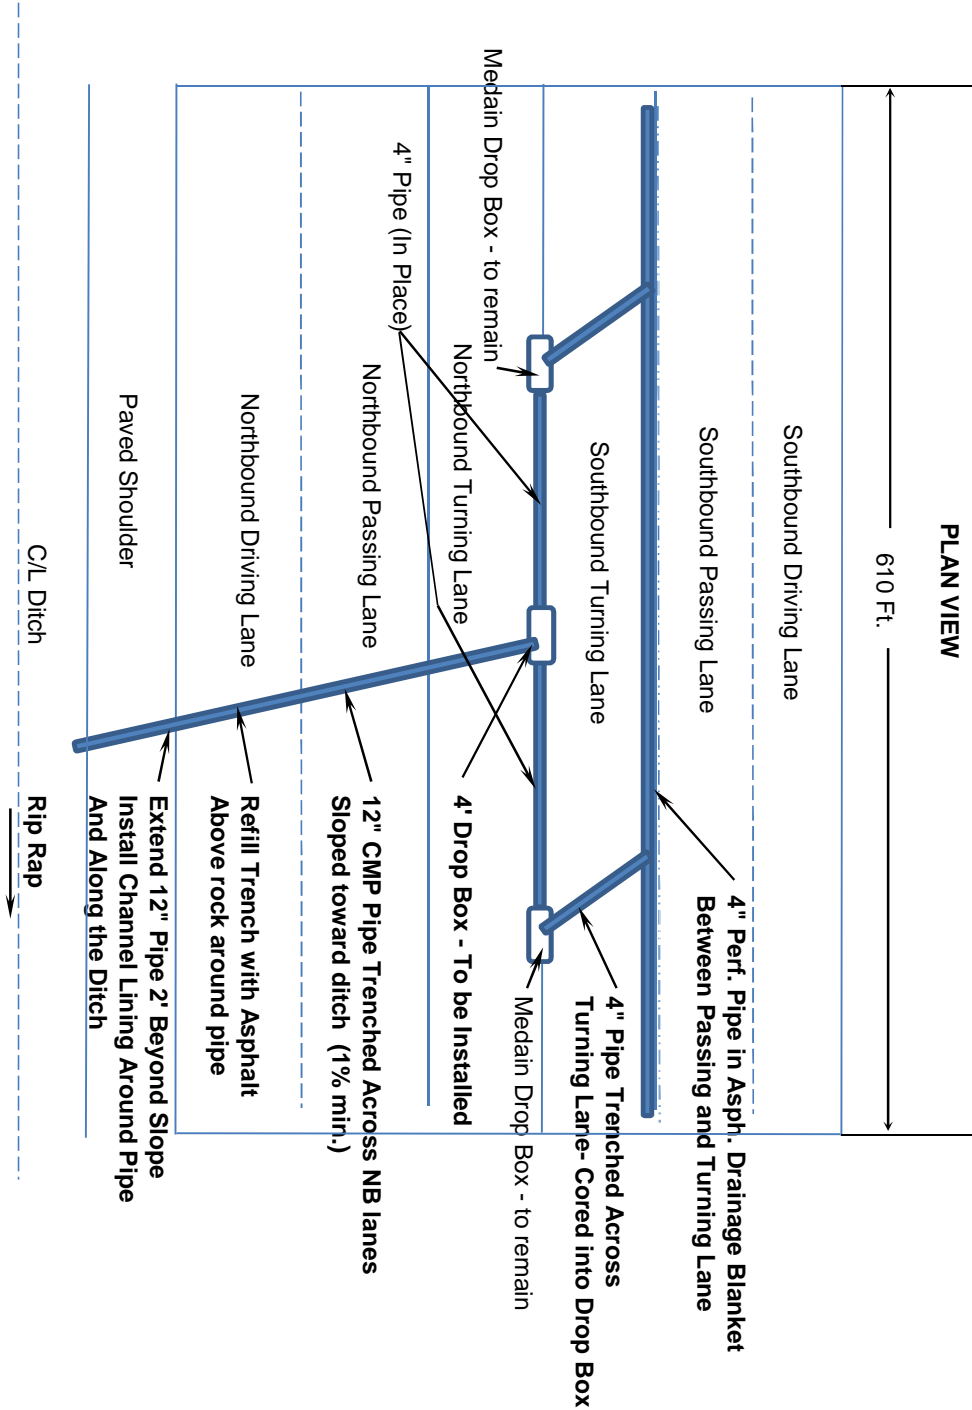 PLAN VIEW
610 Ft.
Southbound Driving Lane
Southbound Passing Lane
4" Perf. Pipe in Asph. Drainage Blanket
Between Passing and Turning Lane
Southbound Turning Lane
4" Pipe Trenched Across
Turning Lane- Cored into Drop Box
Medain Drop Box - to remain
Medain Drop Box - to remain
Northbound Turning Lane
4' Drop Box - To be Installed
4" Pipe (In Place)
Northbound Passing Lane
12" CMP Pipe Trenched Across NB lanes
Sloped toward ditch (1% min.)
Northbound Driving Lane
Refill Trench with Asphalt
Above rock around pipe
Paved Shoulder
Extend 12" Pipe 2' Beyond Slope
Install Channel Lining Around Pipe
And Along the Ditch
C/L Ditch
Rip Rap